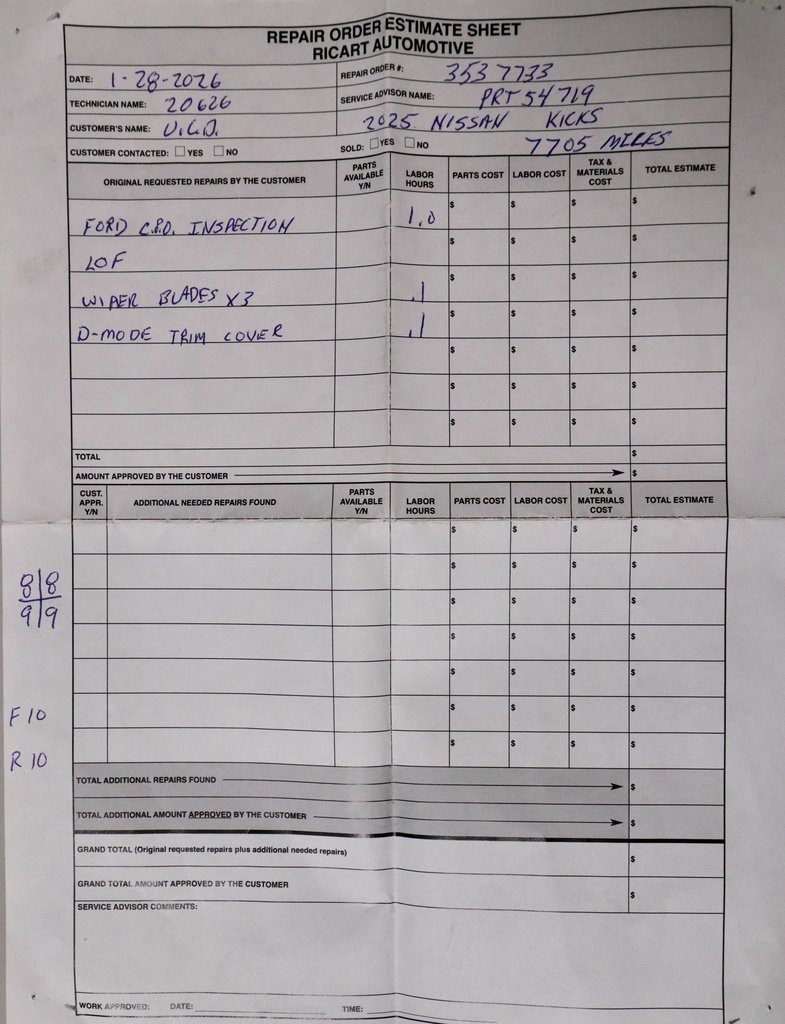 REPAIR ORDER ESTIMATE SHEET
RICART AUTOMOTIVE
DATE: 1-28-2026 REPAIR ORDER #: 3537733
TECHNICIAN NAME: 20626 SERVICE ADVISOR NAME: PRT 54719
CUSTOMER'S NAME: U.C.O. 2025 NISSAN KICKS
CUSTOMER CONTACTED: ☐ YES ☐ NO SOLD: ☐ YES ☐ NO 7705 MILES
ORIGINAL REQUESTED REPAIRS BY THE CUSTOMER PARTS AVAILABLE Y/N LABOR HOURS PARTS COST LABOR COST TAX & MATERIALS COST TOTAL ESTIMATE
FORD C.P.O. INSPECTION 1.0 $ $ $ $
LOF $ $ $ $
WIPER BLADES X3 .1 $ $ $ $
D-MODE TRIM COVER .1 $ $ $ $
$ $ $ $
$ $ $ $
$ $ $ $
TOTAL $
AMOUNT APPROVED BY THE CUSTOMER $
CUST. APPR. Y/N ADDITIONAL NEEDED REPAIRS FOUND PARTS AVAILABLE Y/N LABOR HOURS PARTS COST LABOR COST TAX & MATERIALS COST TOTAL ESTIMATE
$ $ $ $
$ $ $ $
8|8 $ $ $ $
9|9
$ $ $ $
$ $ $ $
F 10 $ $ $ $
R 10 $ $ $ $
TOTAL ADDITIONAL REPAIRS FOUND $
TOTAL ADDITIONAL AMOUNT APPROVED BY THE CUSTOMER $
GRAND TOTAL (Original requested repairs plus additional needed repairs) $
GRAND TOTAL AMOUNT APPROVED BY THE CUSTOMER $
SERVICE ADVISOR COMMENTS:
WORK APPROVED: DATE: TIME: